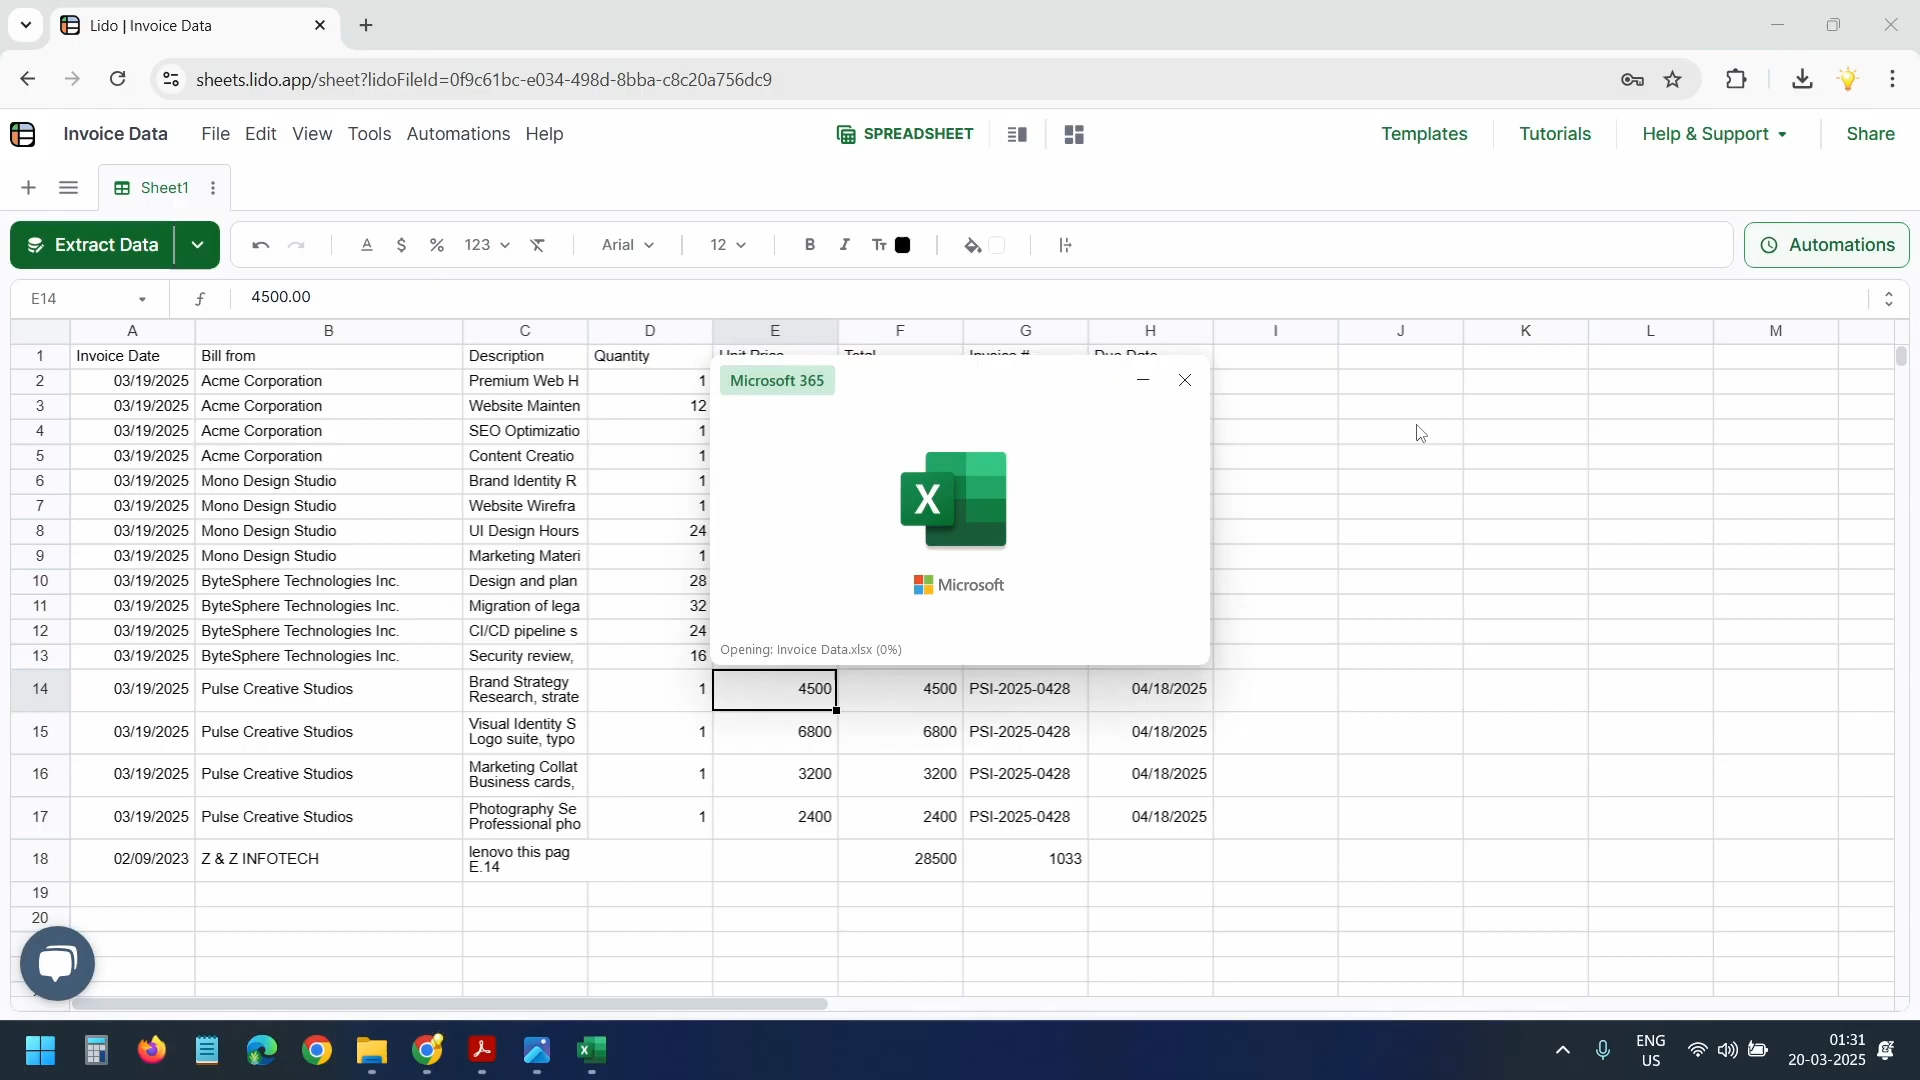 Lido | Invoice Data
sheets.lido.app/sheet?lidoFileId=0f9c61bc-e034-498d-8bba-c8c20a756dc9
Invoice Data File Edit View Tools Automations Help SPREADSHEET Templates Tutorials Help & Support Share
Sheet1
Extract Data A $ % 123 Arial 12 B I Tт Automations
E14 f 4500.00
A B C D E F G H I J K L M
1 Invoice Date Bill from Description Quantity Unit Price Total Invoice # Due Date
2 03/19/2025 Acme Corporation Premium Web H 1
3 03/19/2025 Acme Corporation Website Mainten 12
4 03/19/2025 Acme Corporation SEO Optimizatio 1
5 03/19/2025 Acme Corporation Content Creatio 1
6 03/19/2025 Mono Design Studio Brand Identity R 1
7 03/19/2025 Mono Design Studio Website Wirefra 1
8 03/19/2025 Mono Design Studio UI Design Hours 24
9 03/19/2025 Mono Design Studio Marketing Materi 1
10 03/19/2025 ByteSphere Technologies Inc. Design and plan 28
11 03/19/2025 ByteSphere Technologies Inc. Migration of lega 32
12 03/19/2025 ByteSphere Technologies Inc. CI/CD pipeline s 24
13 03/19/2025 ByteSphere Technologies Inc. Security review, 16
Microsoft 365
X
Microsoft
Opening: Invoice Data.xlsx (0%)
14 03/19/2025 Pulse Creative Studios Brand Strategy 1 4500 4500 PSI-2025-0428 04/18/2025
Research, strate
15 03/19/2025 Pulse Creative Studios Visual Identity S 1 6800 6800 PSI-2025-0428 04/18/2025
Logo suite, typo
16 03/19/2025 Pulse Creative Studios Marketing Collat 1 3200 3200 PSI-2025-0428 04/18/2025
Business cards,
17 03/19/2025 Pulse Creative Studios Photography Se 1 2400 2400 PSI-2025-0428 04/18/2025
Professional pho
18 02/09/2023 Z & Z INFOTECH lenovo this pag 28500 1033
E.14
19
20
ENG 01:31
US 20-03-2025